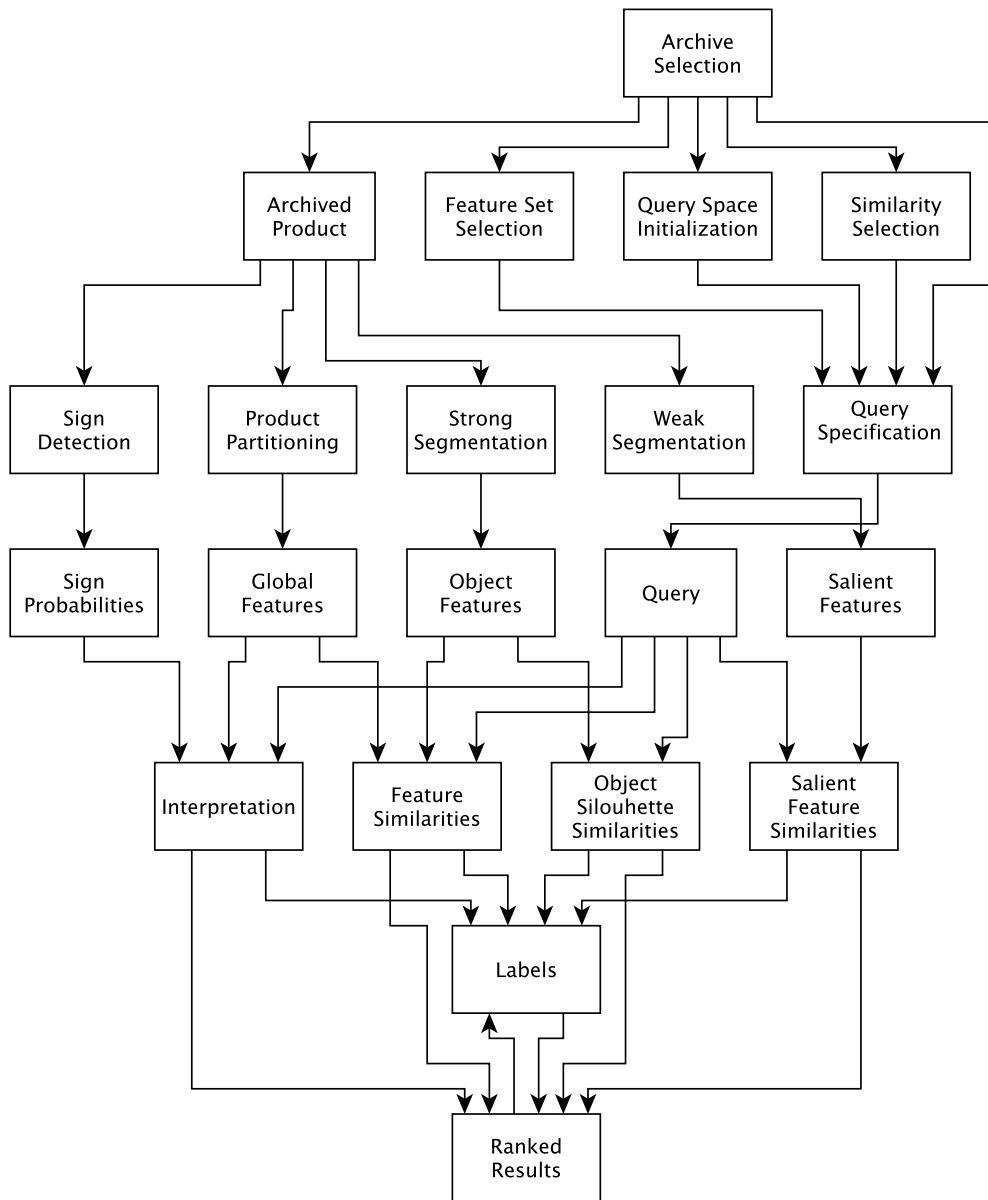 Archive
Selection
Archived
Product
Feature Set
Selection
Query Space
Initialization
Similarity
Selection
Sign
Detection
Product
Partitioning
Strong
Segmentation
Weak
Segmentation
Query
Specification
Sign
Probabilities
Global
Features
Object
Features
Query
Salient
Features
Interpretation
Feature
Similarities
Object
Silouhette
Similarities
Salient
Feature
Similarities
Labels
Ranked
Results